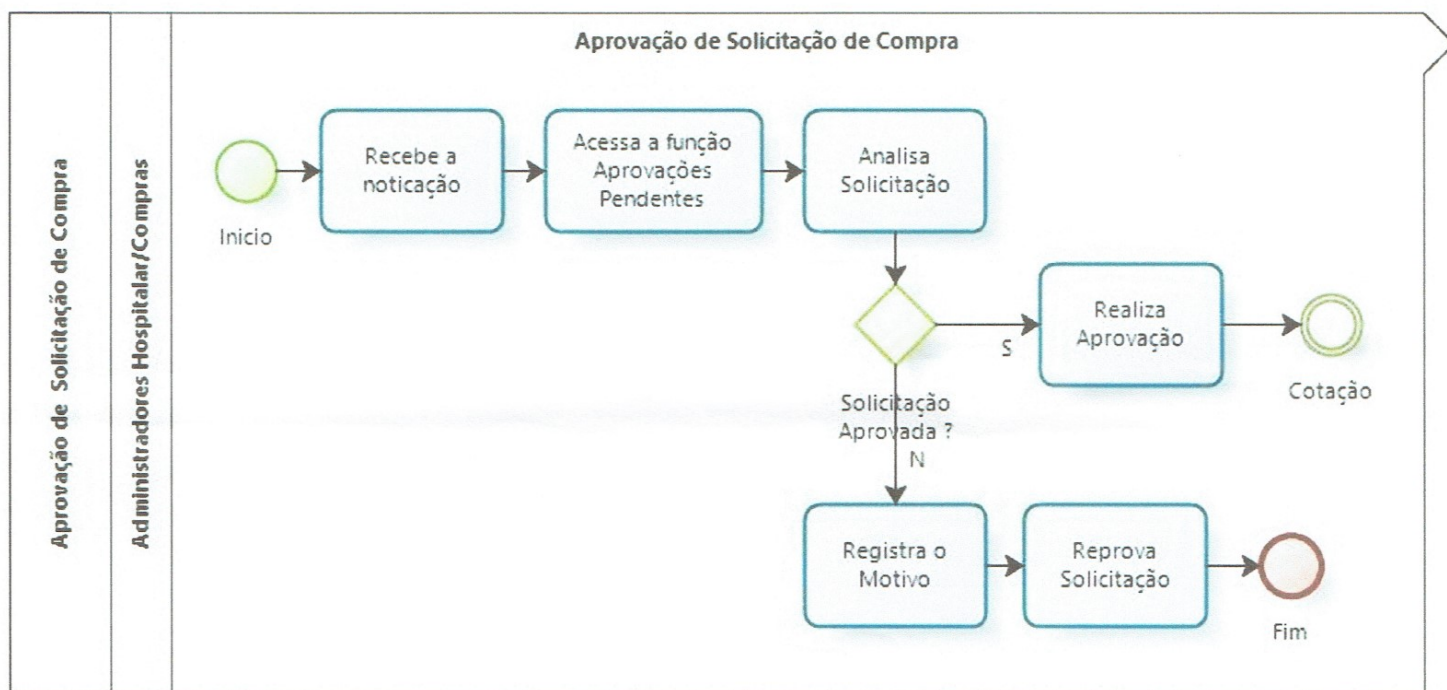 Aprovação de Solicitação de Compra
Administradores Hospitalar/Compras
Aprovação de Solicitação de Compra
Inicio
Recebe a
noticação
Acessa a função
Aprovações
Pendentes
Analisa
Solicitação
Solicitação
Aprovada ?
S
Realiza
Aprovação
Cotação
N
Registra o
Motivo
Reprova
Solicitação
Fim